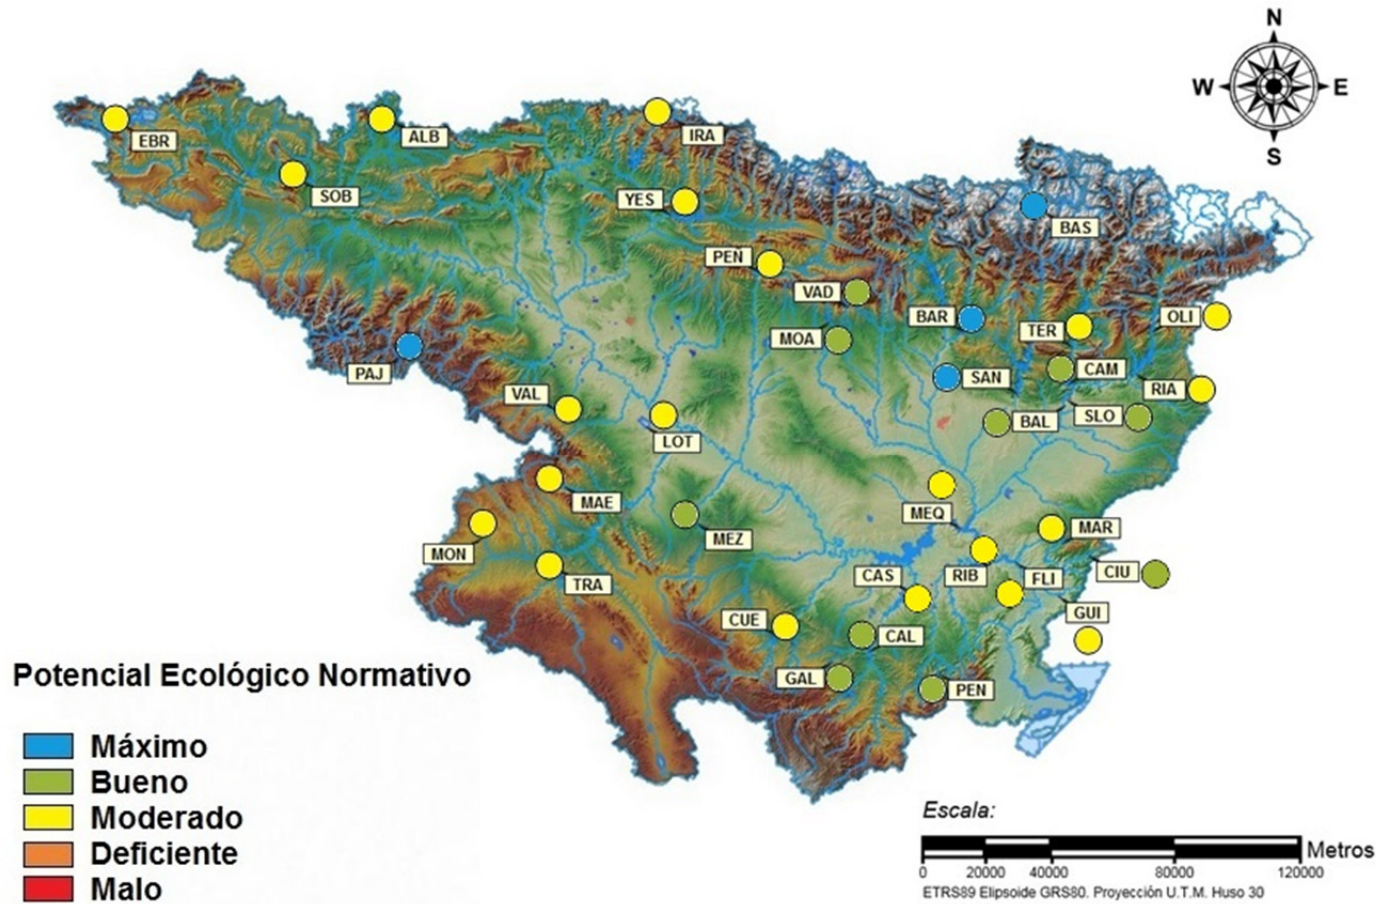 N
W
E
S
EBR
ALB
IRA
SOB
YES
BAS
PEÑ
VAD
BAR
OLI
TER
MOA
PAJ
CAM
SAN
RIA
VAL
SLO
BAL
LOT
MAE
MEQ
MAR
MEZ
MON
CIU
CAS
RIB
FLI
TRA
GUI
CUE
CAL
GAL
PEN
Potencial Ecológico Normativo
Máximo
Bueno
Moderado
Deficiente
Malo
Escala:
Metros
0 20000 40000 80000 120000
ETRS89 Elipsoide GRS80. Proyección U.T.M. Huso 30